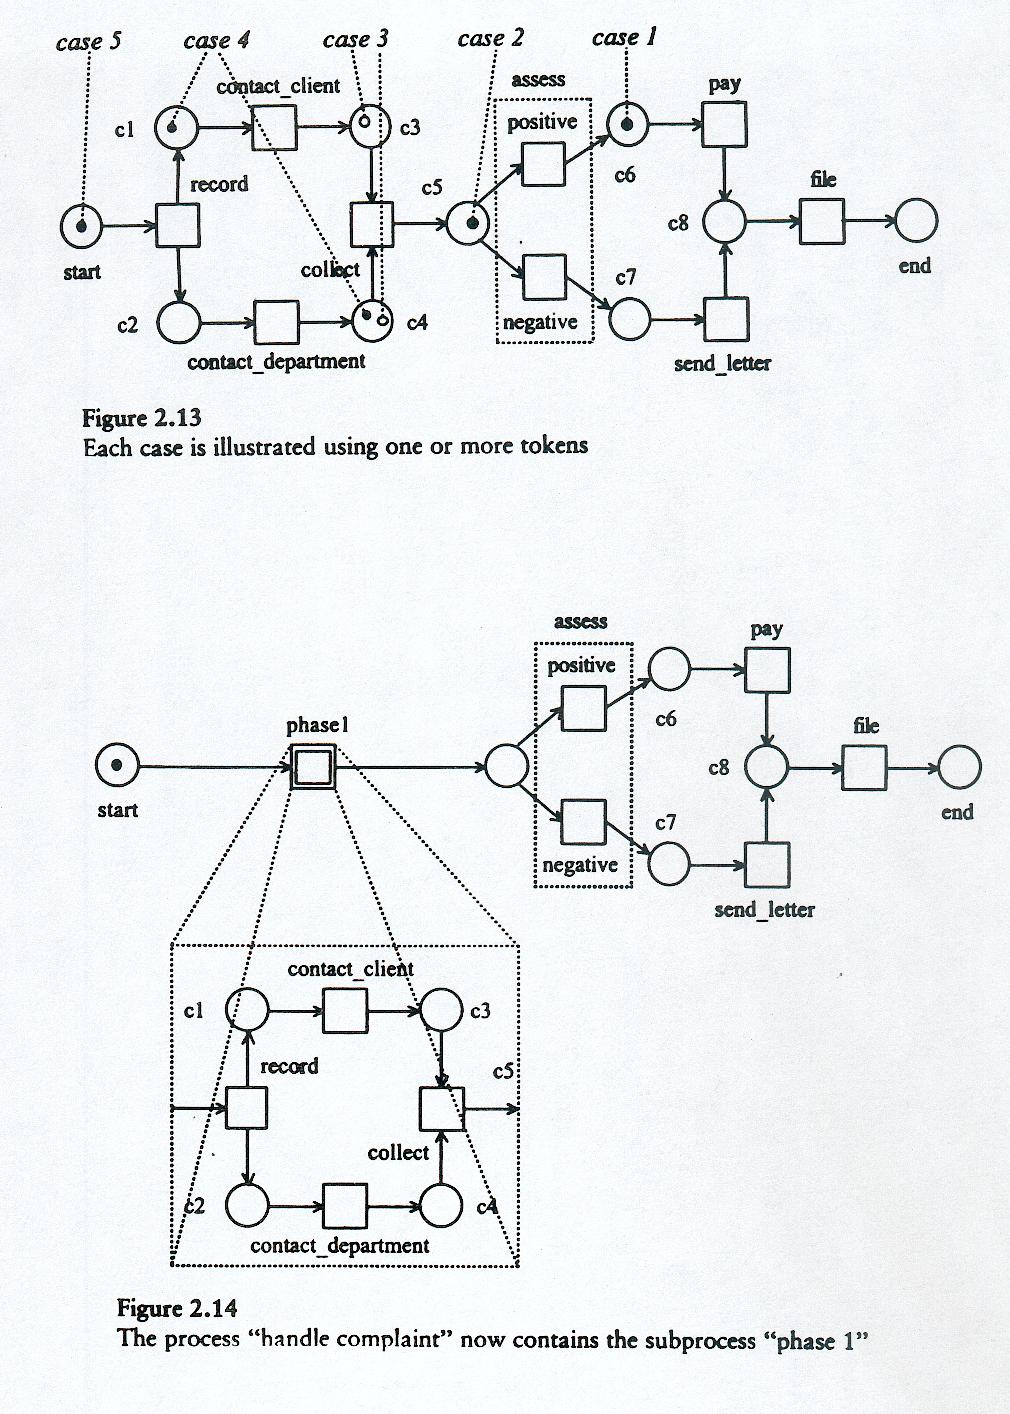 case 5 case 4 case 3 case 2 case 1
contact_client
assess
pay
c1
c3
positive
record
c5
c6
file
c8
start
collect
c7
end
c2
c4
negative
contact_department
send_letter
Figure 2.13
Each case is illustrated using one or more tokens
assess
pay
positive
phase1
c6
file
c8
start
c7
end
negative
send_letter
contact_client
c1
c3
record
c5
collect
c2
c4
contact_department
Figure 2.14
The process “handle complaint” now contains the subprocess “phase 1”